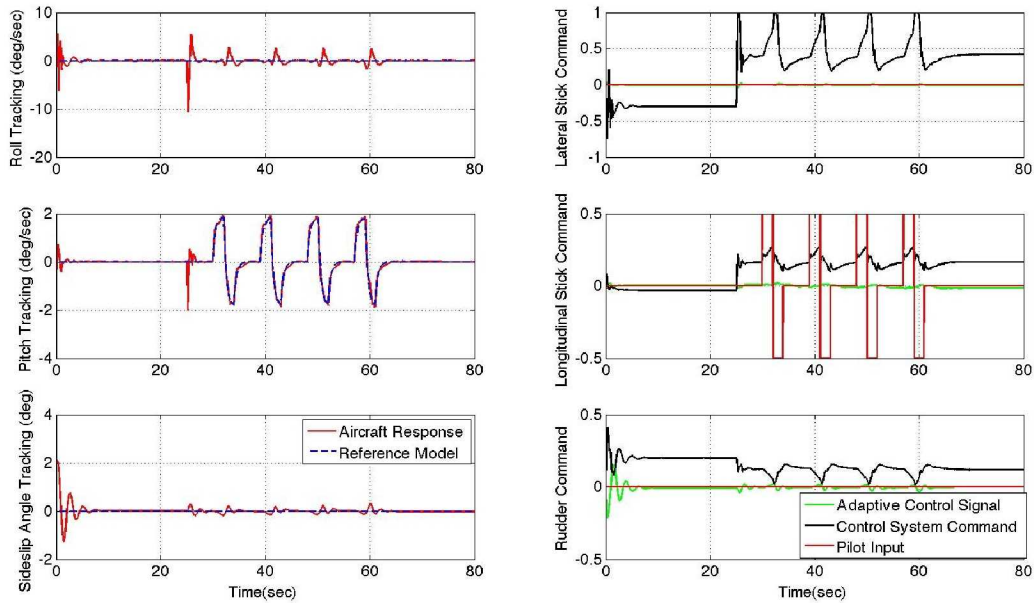 10
0
-10
-20
0 20 40 60 80
Roll Tracking (deg/sec)
1
0.5
0
-0.5
-1
0 20 40 60 80
Lateral Stick Command
2
0
-2
-4
0 20 40 60 80
Pitch Tracking (deg/sec)
0.5
0
-0.5
0 20 40 60 80
Longitudinal Stick Command
4
2
0
-2
0 20 40 60 80
Sideslip Angle Tracking (deg)
Time(sec)
Aircraft Response
Reference Model
0.5
0
-0.5
0 20 40 60 80
Rudder Command
Time(sec)
Adaptive Control Signal
Control System Command
Pilot Input